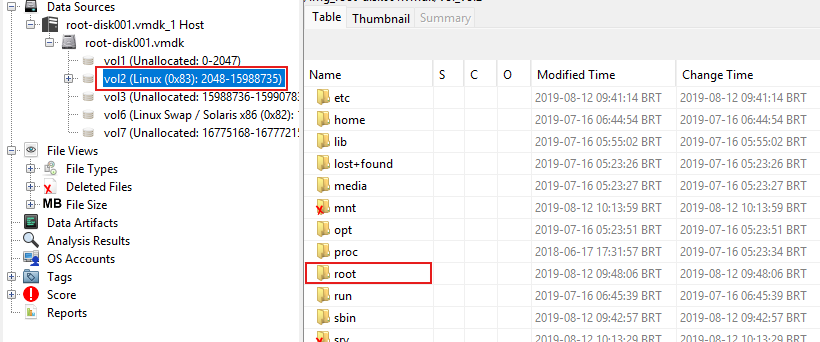 Data Sources
root-disk001.vmdk_1 Host
root-disk001.vmdk
vol1 (Unallocated: 0-2047)
vol2 (Linux (0x83): 2048-15988735)
vol3 (Unallocated: 15988736-15990783
vol6 (Linux Swap / Solaris x86 (0x82): 1
vol7 (Unallocated: 16775168-16777215
File Views
File Types
Deleted Files
MB File Size
Data Artifacts
Analysis Results
OS Accounts
Tags
Score
Reports
Table Thumbnail Summary
Name S C O Modified Time Change Time
etc 2019-08-12 09:41:14 BRT 2019-08-12 09:41:14 BRT
home 2019-07-16 06:44:54 BRT 2019-07-16 06:44:54 BRT
lib 2019-07-16 05:55:02 BRT 2019-07-16 05:55:02 BRT
lost+found 2019-07-16 05:23:26 BRT 2019-07-16 05:23:26 BRT
media 2019-07-16 05:23:27 BRT 2019-07-16 05:23:27 BRT
mnt 2019-08-12 10:13:59 BRT 2019-08-12 10:13:59 BRT
opt 2019-07-16 05:23:51 BRT 2019-07-16 05:23:51 BRT
proc 2018-06-17 17:31:57 BRT 2019-07-16 05:23:34 BRT
root 2019-08-12 09:48:06 BRT 2019-08-12 09:48:06 BRT
run 2019-07-16 06:45:39 BRT 2019-07-16 06:45:39 BRT
sbin 2019-08-12 09:42:57 BRT 2019-08-12 09:42:57 BRT
srv 2019-08-12 10:13:29 BRT 2019-08-12 10:13:29 BRT